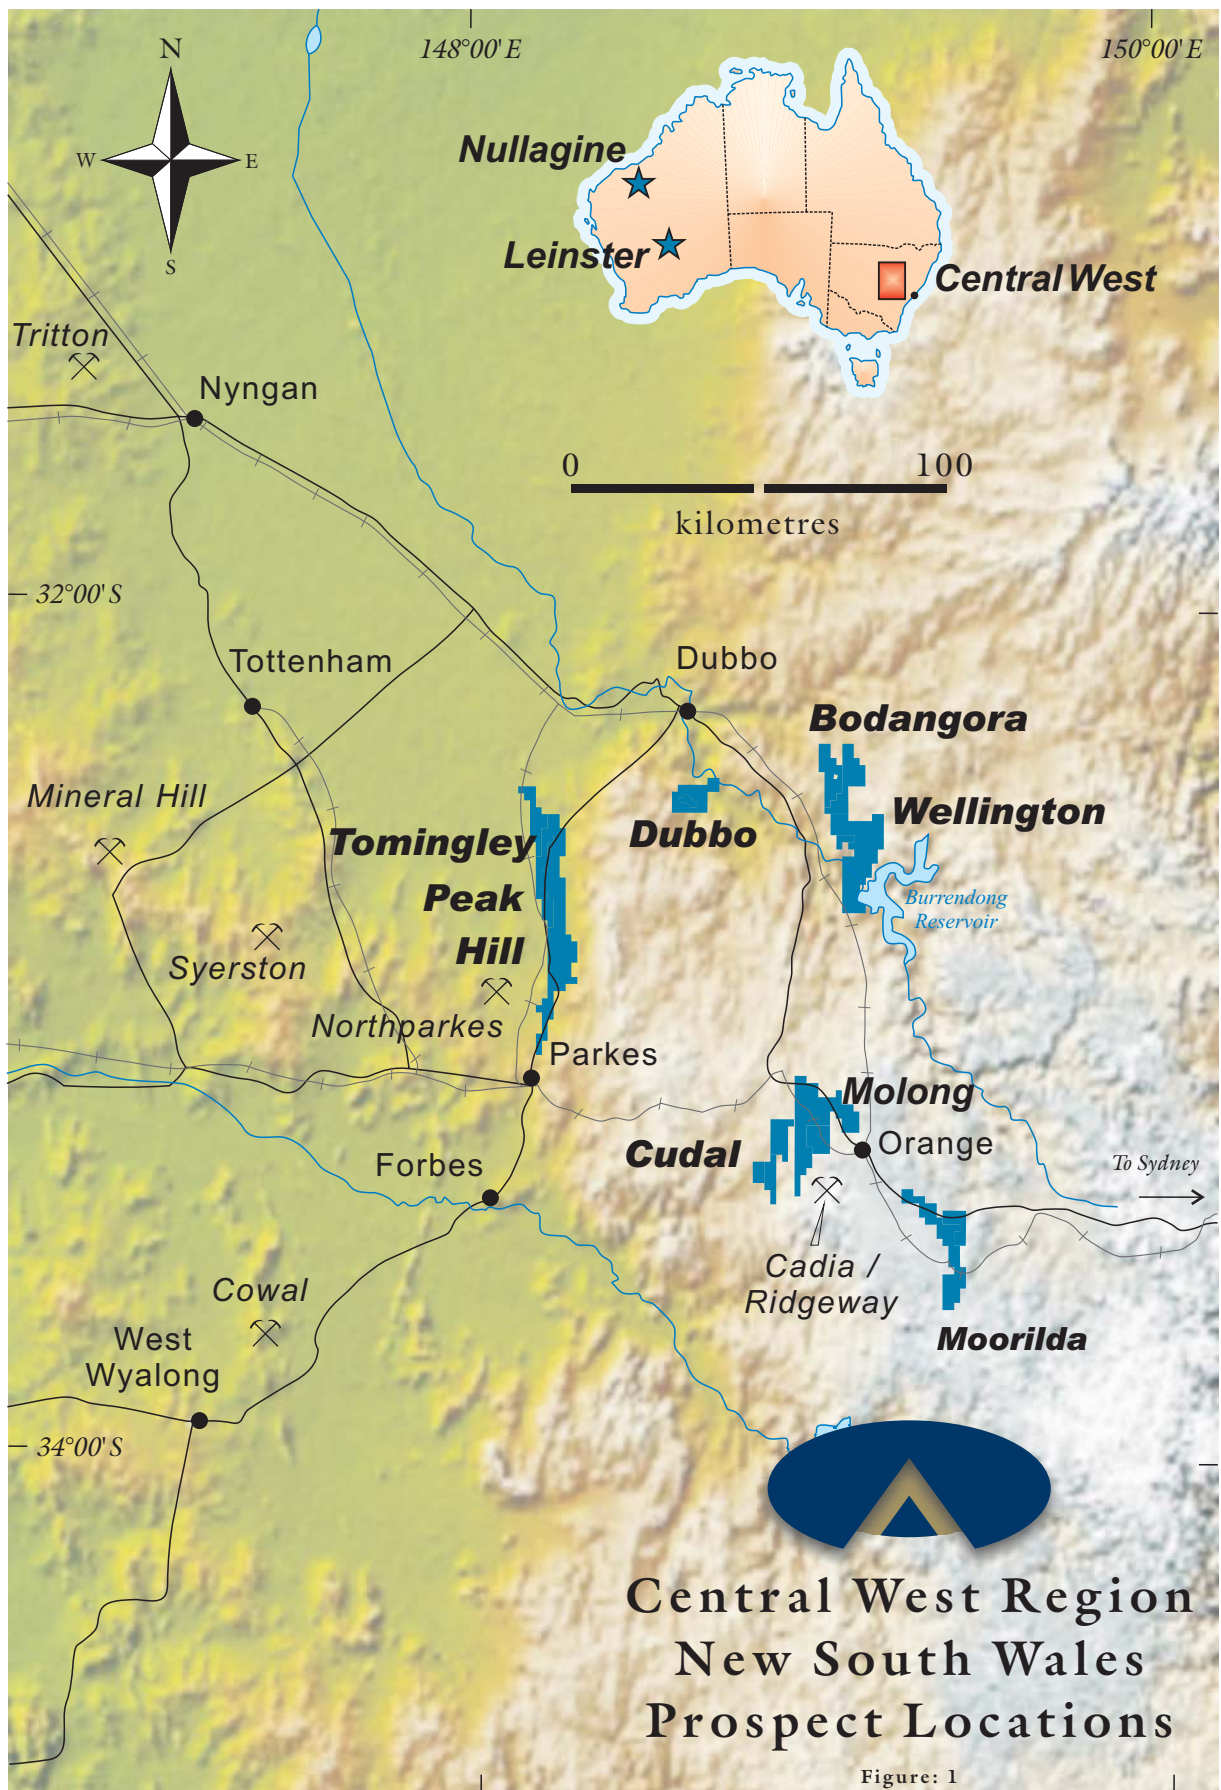 148°00' E
150°00' E
N
W
E
S
Nullagine
Leinster
Central West
Tritton
Nyngan
0
100
kilometres
32°00' S
Tottenham
Dubbo
Bodangora
Mineral Hill
Wellington
Tomingley
Dubbo
Peak
Burrendong
Reservoir
Hill
Syerston
Northparkes
Parkes
Molong
Cudal
Orange
Forbes
To Sydney
Cadia /
Ridgeway
Cowal
West
Wyalong
Moorilda
34°00' S
Central West Region
New South Wales
Prospect Locations
Figure: 1